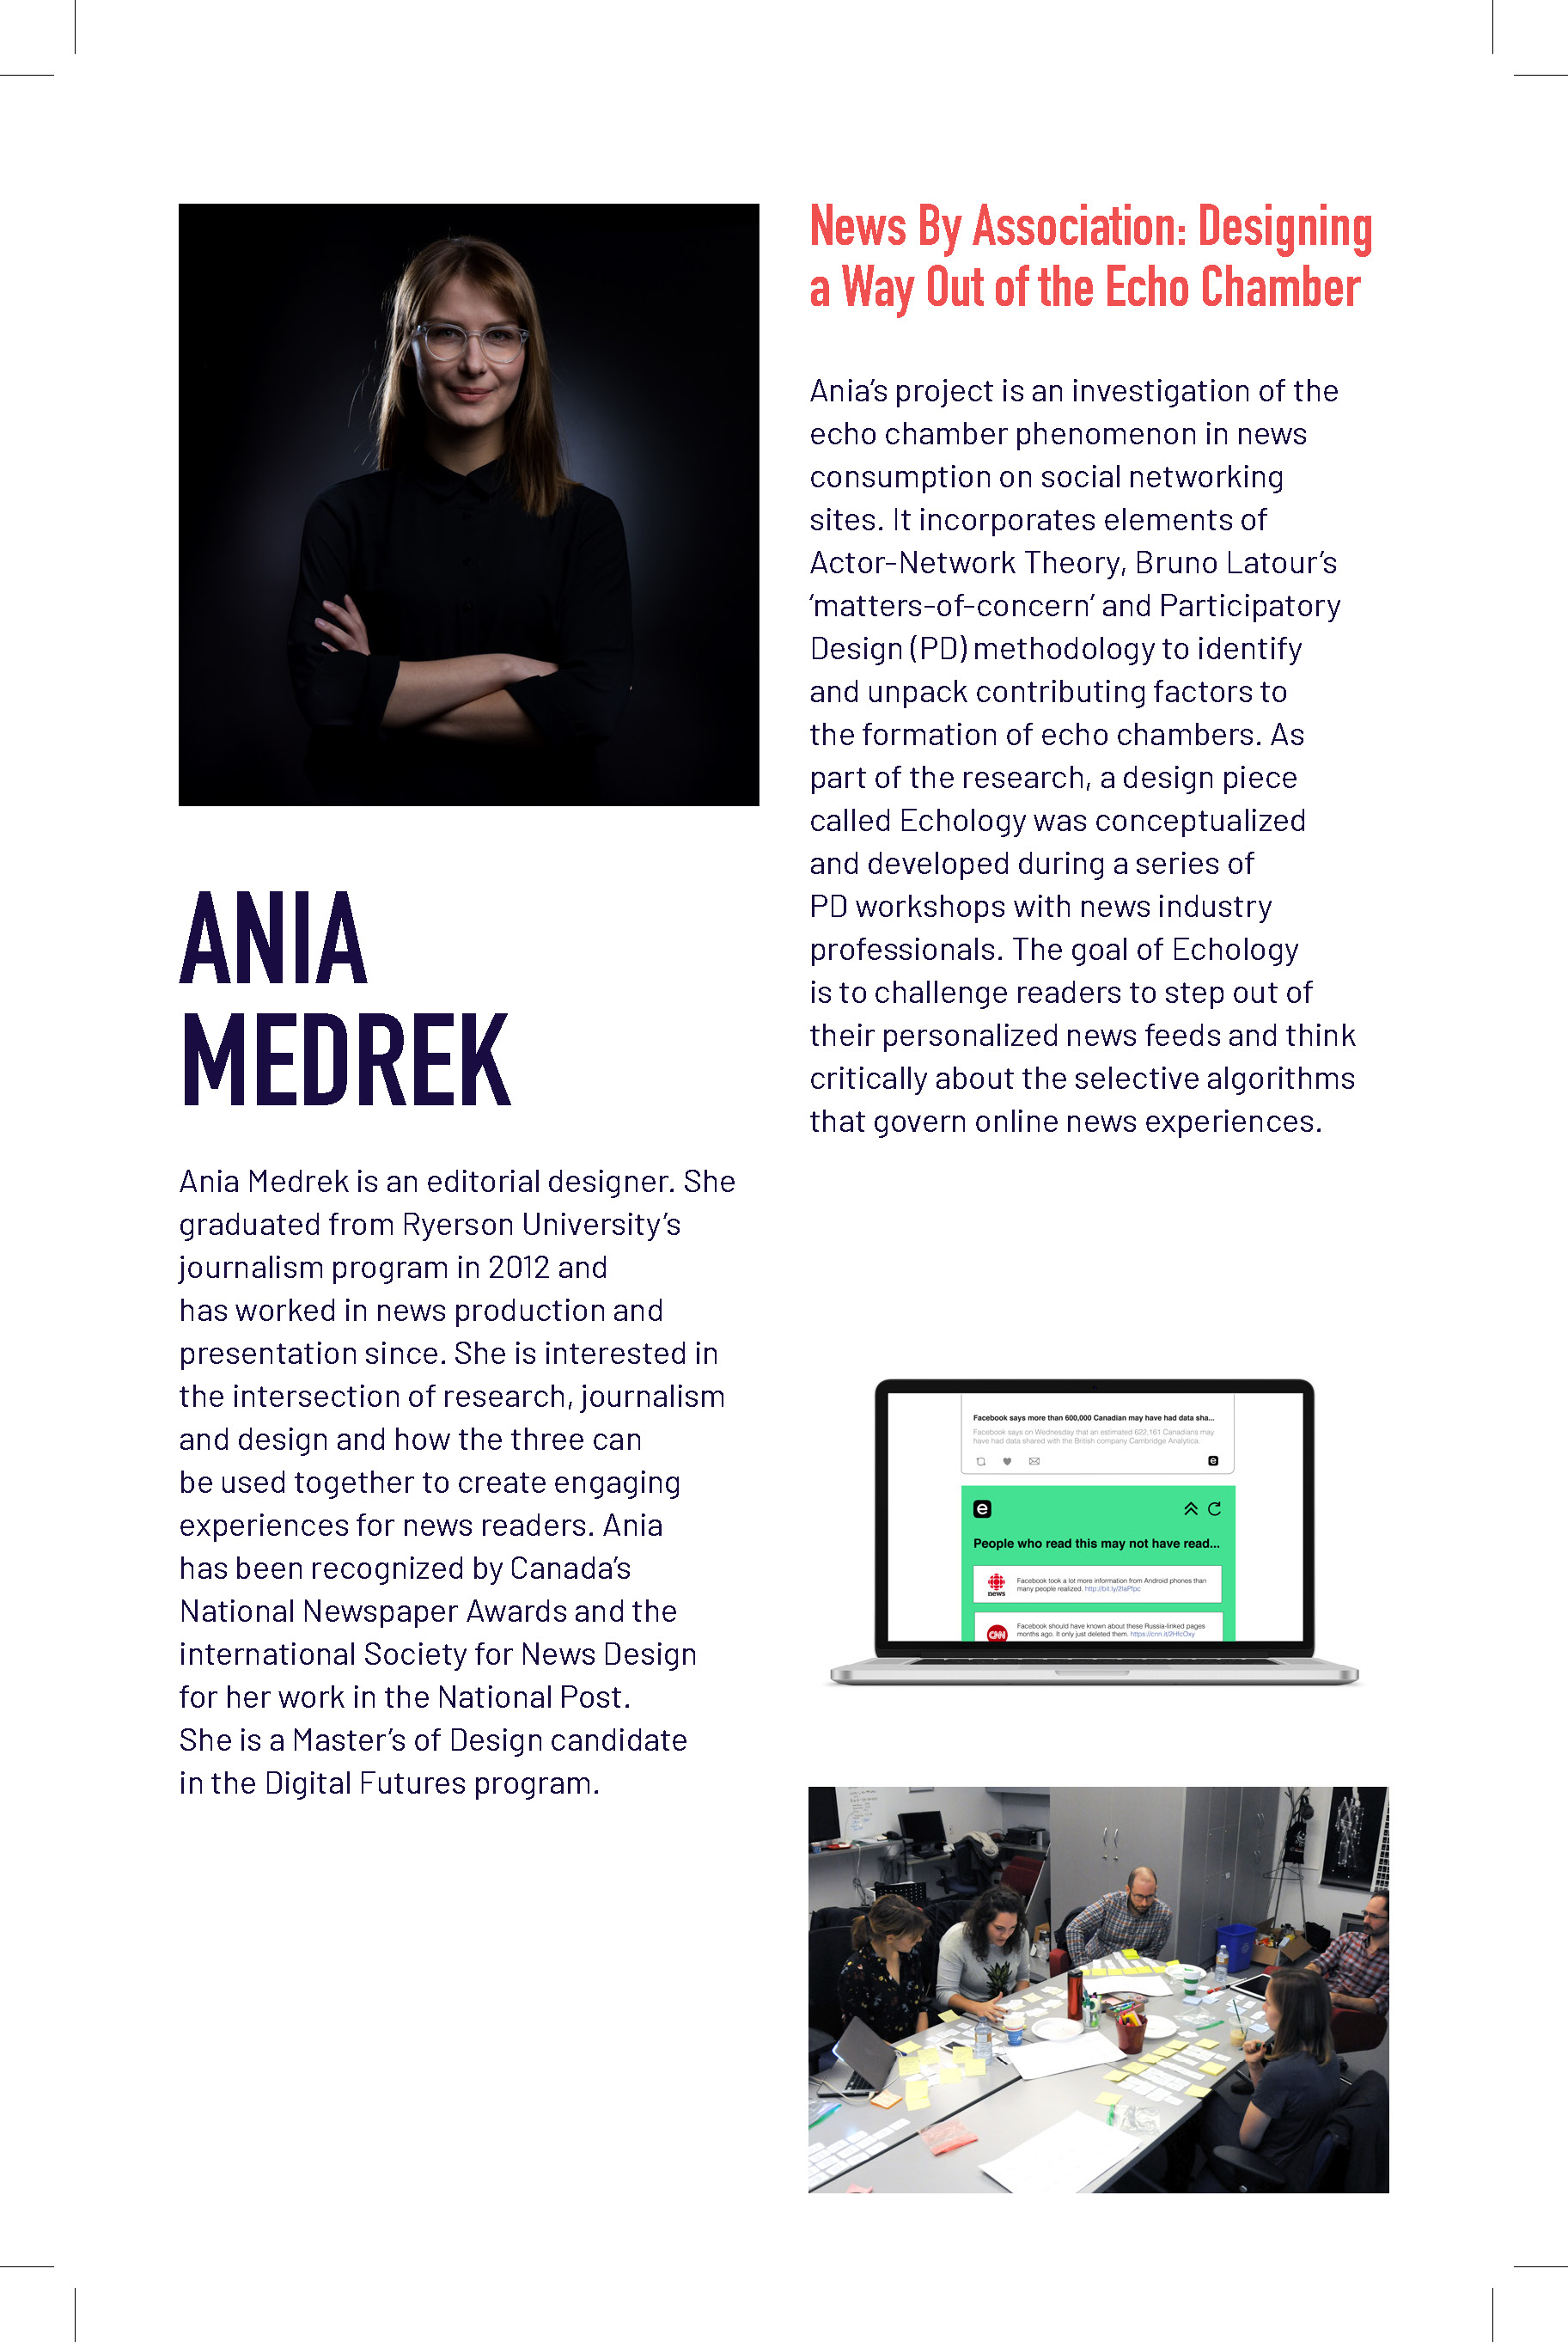 ANIA
MEDREK
Ania Medrek is an editorial designer. She
graduated from Ryerson University’s
journalism program in 2012 and
has worked in news production and
presentation since. She is interested in
the intersection of research, journalism
and design and how the three can
be used together to create engaging
experiences for news readers. Ania
has been recognized by Canada’s
National Newspaper Awards and the
international Society for News Design
for her work in the National Post.
She is a Master’s of Design candidate
in the Digital Futures program.
News By Association: Designing
a Way Out of the Echo Chamber
Ania’s project is an investigation of the
echo chamber phenomenon in news
consumption on social networking
sites. It incorporates elements of
Actor-Network Theory, Bruno Latour’s
‘matters-of-concern’ and Participatory
Design (PD) methodology to identify
and unpack contributing factors to
the formation of echo chambers. As
part of the research, a design piece
called Echology was conceptualized
and developed during a series of
PD workshops with news industry
professionals. The goal of Echology
is to challenge readers to step out of
their personalized news feeds and think
critically about the selective algorithms
that govern online news experiences.
Facebook says more than 600,000 Canadian may have had data sha...
Facebook says on Wednesday that an estimated 622,161 Canadians may
have had data shared with the British company Cambridge Analytica.
e
e
People who read this may not have read...
news
Facebook took a lot more information from Android phones than
many people realized.
CNN
Facebook should have known about these Russia-linked pages
months ago. It only just deleted them.